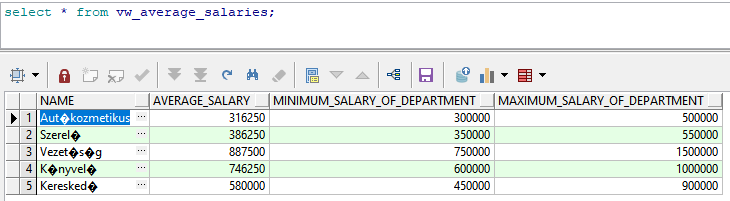 select * from vw_average_salaries;
NAME AVERAGE_SALARY MINIMUM_SALARY_OF_DEPARTMENT MAXIMUM_SALARY_OF_DEPARTMENT
1 Aut�kozmetikus ... 316250 300000 500000
2 Szerel� ... 386250 350000 550000
3 Vezet�s�g ... 887500 750000 1500000
4 K�nyvel� ... 746250 600000 1000000
5 Keresked� ... 580000 450000 900000